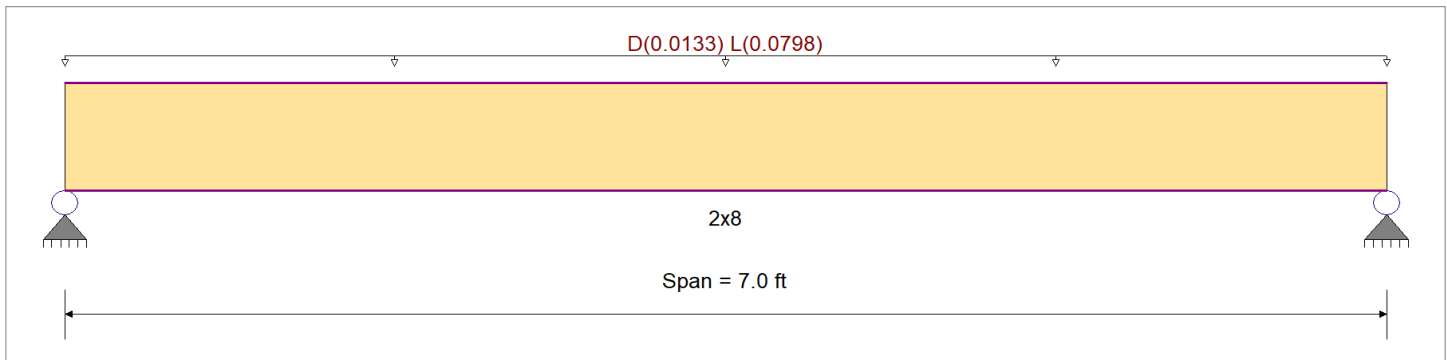 D(0.0133) L(0.0798)
2x8
Span = 7.0 ft